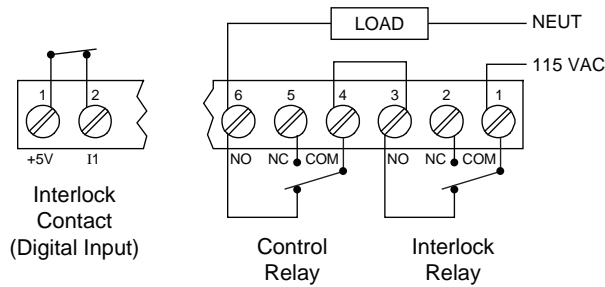 LOAD
NEUT
115 VAC
1 2
6 5 4 3 2 1
+5V I1
NO NC COM NO NC COM
Interlock
Contact
(Digital Input)
Control
Relay
Interlock
Relay